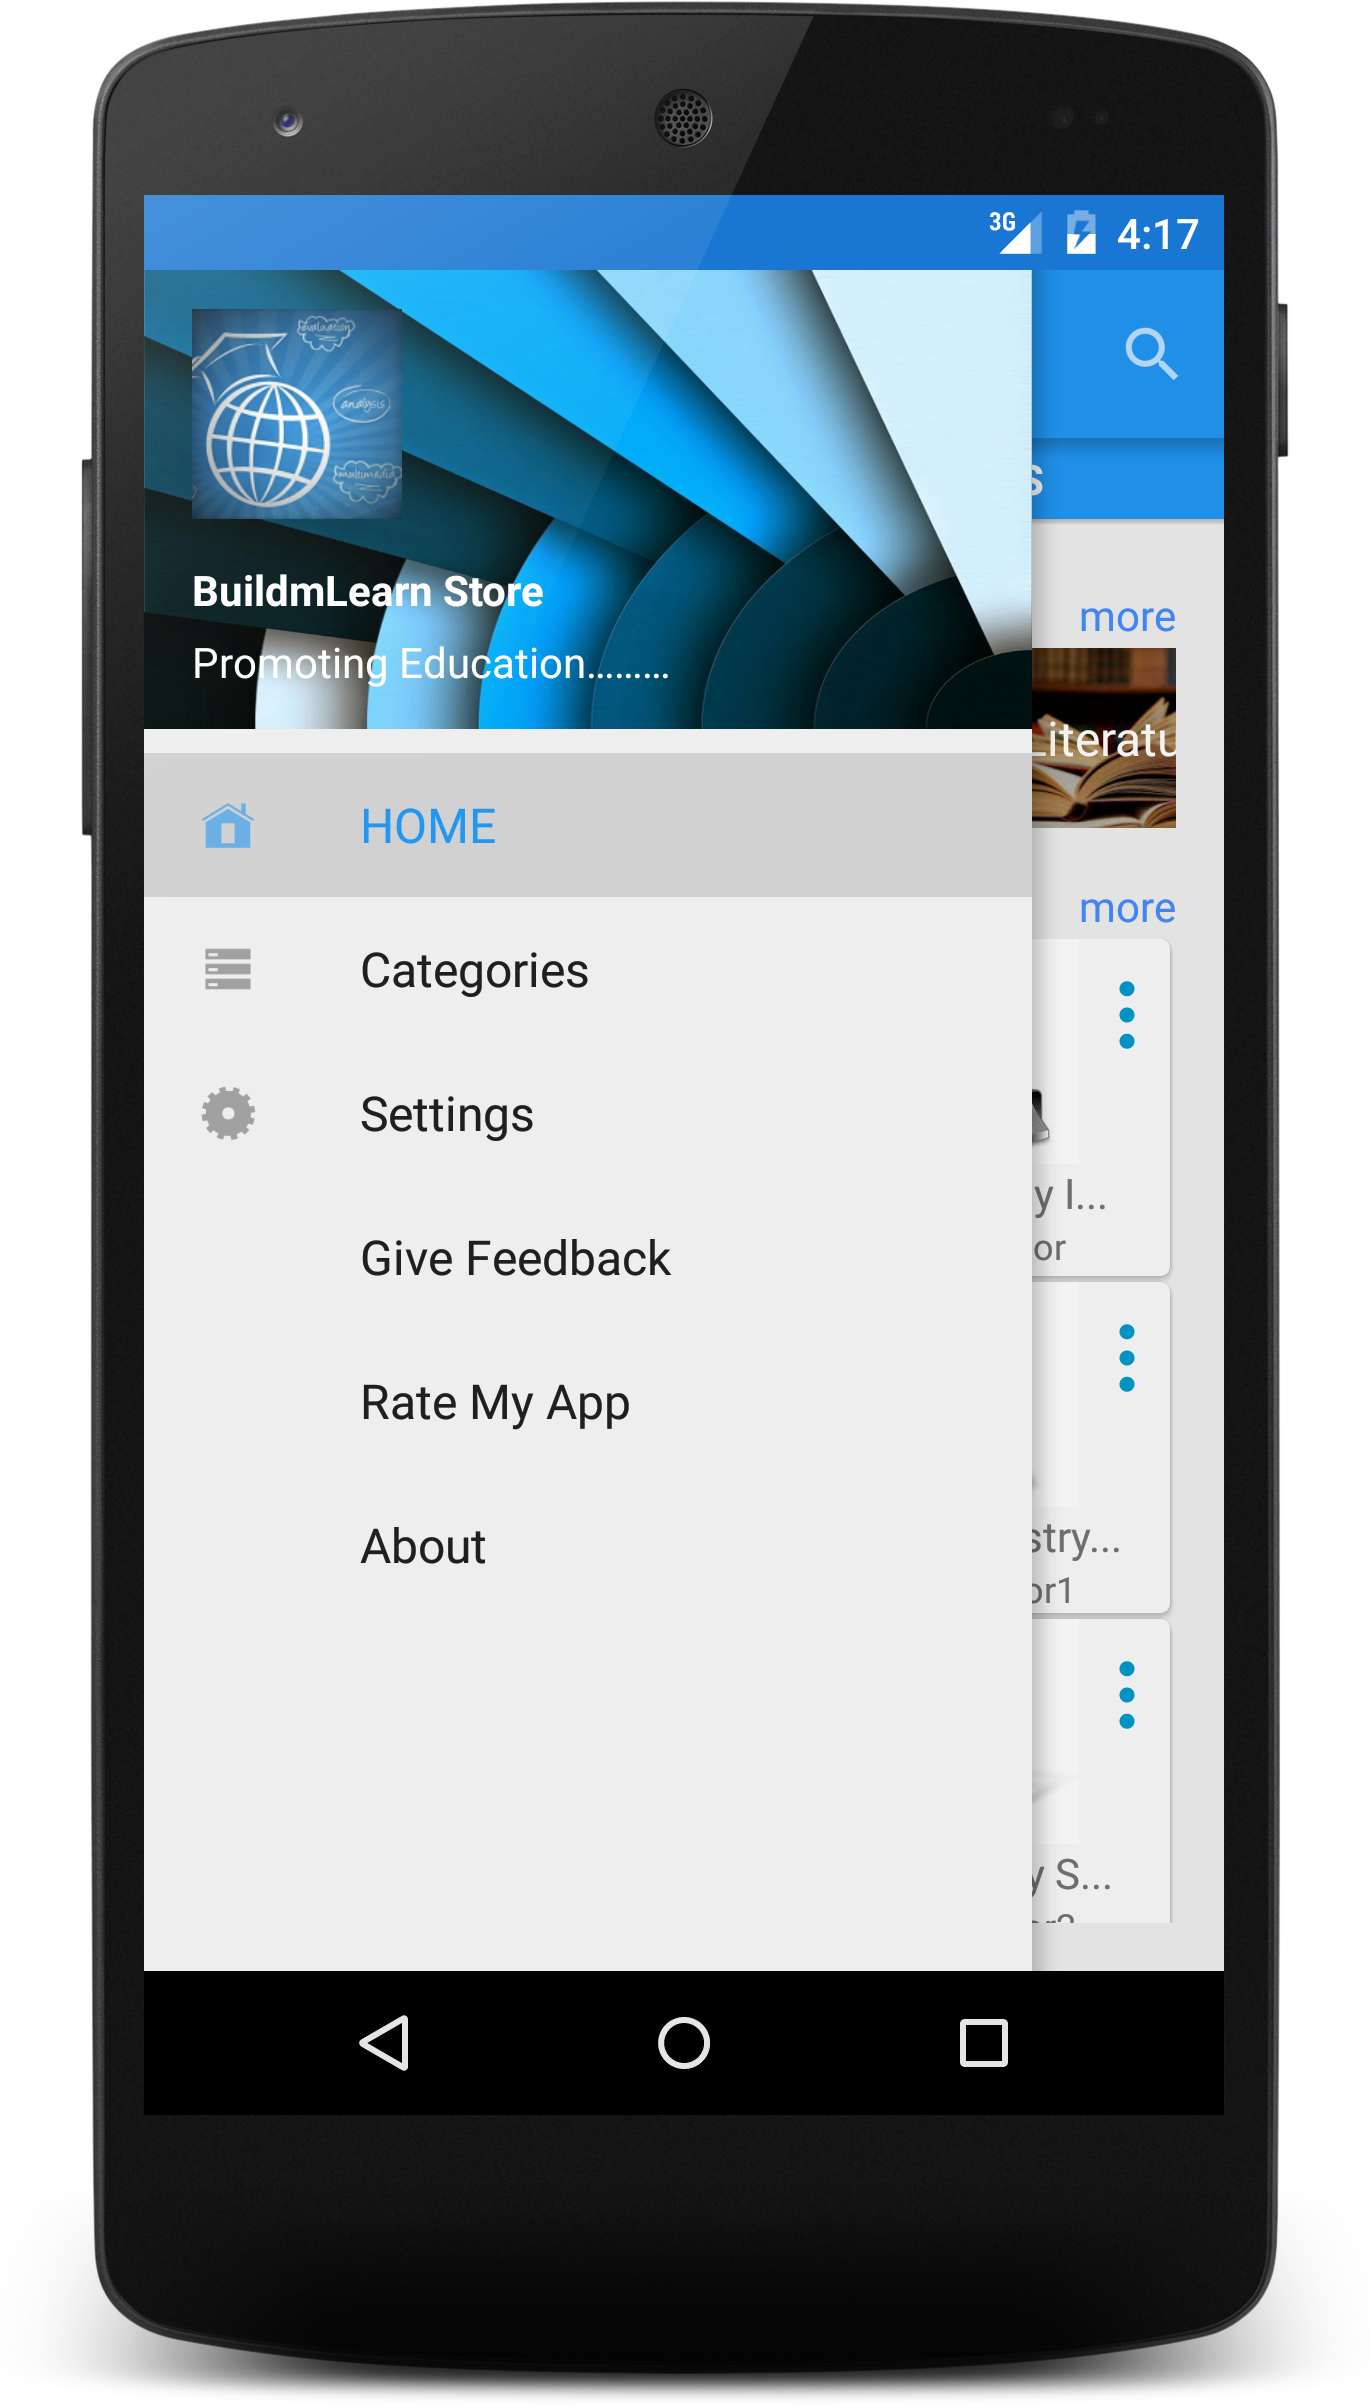 3G 4:17
evaluation
analysis
multimedia
BuildmLearn Store
Promoting Education.........
s
more
Literatu
HOME
more
Categories
Settings
y I...
or
Give Feedback
Rate My App
stry...
or1
About
y S...